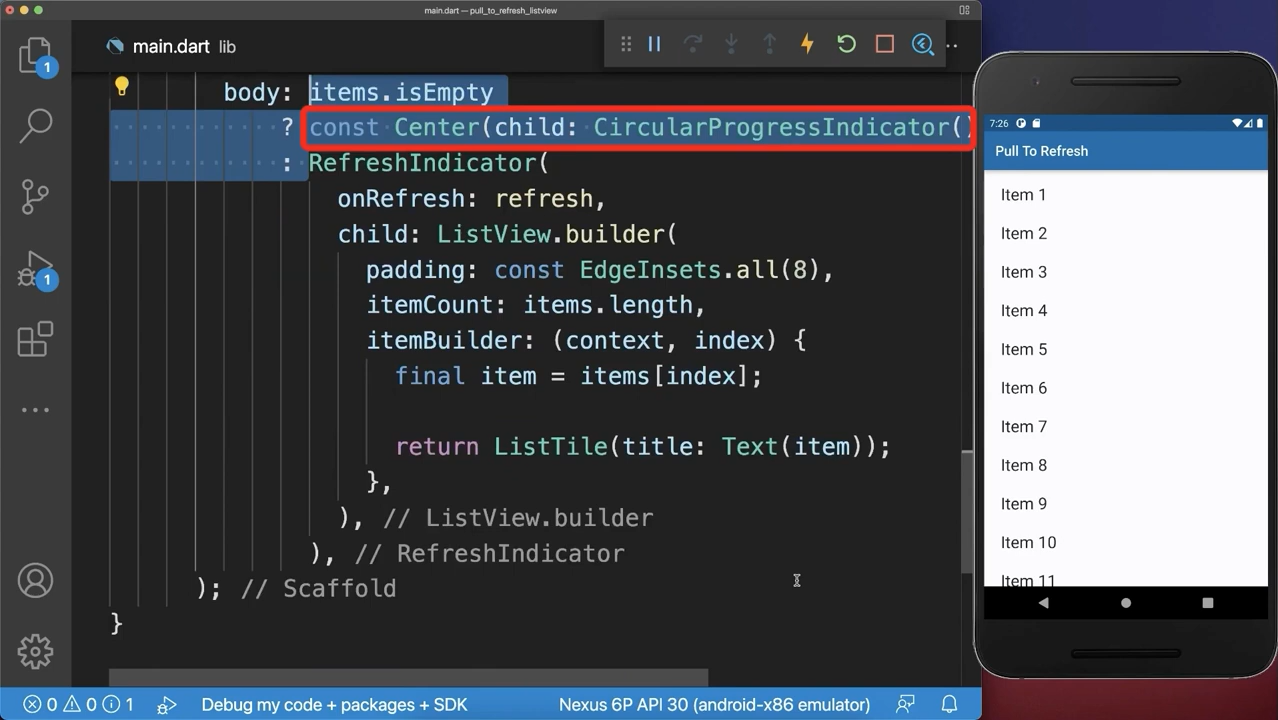 main.dart — pull_to_refresh_listview
main.dart lib
1
1
body: items.isEmpty
? const Center(child: CircularProgressIndicator()
: RefreshIndicator(
onRefresh: refresh,
child: ListView.builder(
padding: const EdgeInsets.all(8),
itemCount: items.length,
itemBuilder: (context, index) {
final item = items[index];
return ListTile(title: Text(item));
},
), // ListView.builder
), // RefreshIndicator
); // Scaffold
}
0 0 1 Debug my code + packages + SDK Nexus 6P API 30 (android-x86 emulator)
7:26
Pull To Refresh
Item 1
Item 2
Item 3
Item 4
Item 5
Item 6
Item 7
Item 8
Item 9
Item 10
Item 11